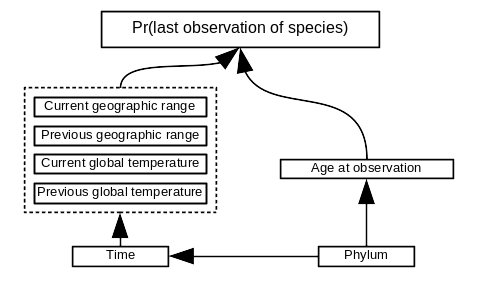 Pr(last observation of species)
Current geographic range
Previous geographic range
Current global temperature
Previous global temperature
Age at observation
Time
Phylum